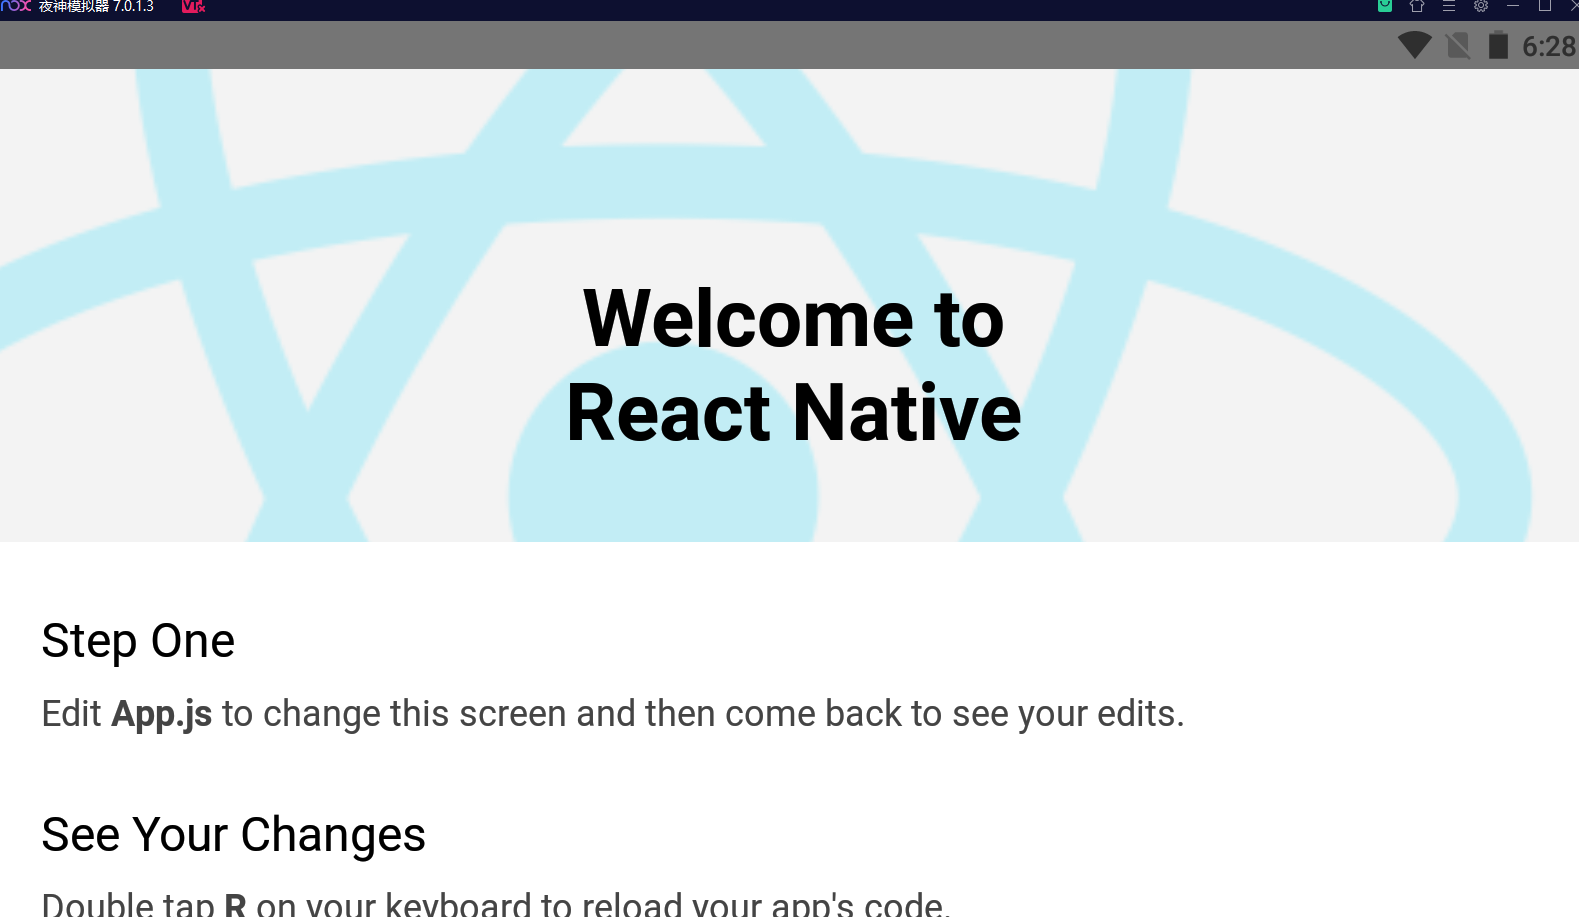 nox 夜神模拟器 7.0.1.3 VTx
6:28
Welcome to
React Native
Step One
Edit App.js to change this screen and then come back to see your edits.
See Your Changes
Double tap R on your keyboard to reload your app's code.